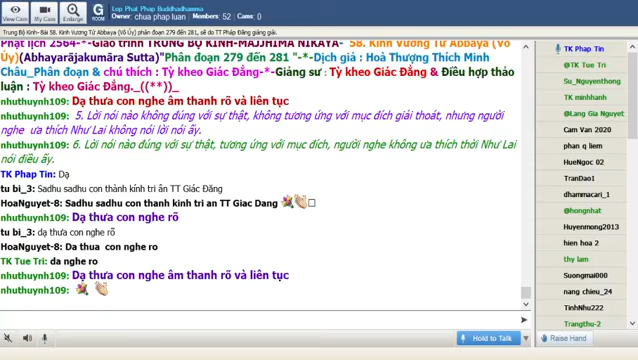 Lop Phat Phap Buddhadhamma
Owner: chua phap luan : Members: 52 : Cams: 0
View Cam
My Cam
Enlarge
G
ROOM
Trung Bộ Kinh-Bài 58. Kinh Vương Tử Abbaya (Vô Úy) phân đoạn 279 đến 281, sẽ do TT Pháp Đăng giảng giải.
Phật lịch 2564-*-Giáo trình TRUNG BỘ KINH-MAJJHIMA NIKAYA- "58. Kinh Vương Tử Abbaya (Vô
Úy)(Abhayarājakumāra Sutta)"Phân đoạn 279 đến 281 "-*-Dịch giả : Hoà Thượng Thích Minh
Châu_Phân đoạn & chú thích : Tỳ kheo Giác Đẳng-*-Giảng sư : Tỳ kheo Giác Đẳng & Điều hợp thảo
luận : Tỳ kheo Giác Đẳng._((**))_
nhuthuynh109: Dạ thưa con nghe âm thanh rõ và liên tục
5. Lời nói nào không đúng với sự thật, không tương ứng với mục đích giải thoát, nhưng người
nghe ưa thích Như Lai không nói lời nói ấy.
6. Lời nói nào đúng với sự thật, tương ứng với mục đích, người nghe không ưa thích thời Như Lai
nói điều ấy.
TK Phap Tin: Dạ
tu bi_3: Sadhu sadhu con thành kính tri ân TT Giác Đăng
HoaNguyet-8: Sadhu sadhu con thanh kinh tri an TT Giac Dang
nhuthuynh109: Dạ thưa con nghe rõ
tu bi_3: dạ thưa con nghe rõ
HoaNguyet-8: Da thua con nghe ro
TK Tue Tri: da nghe ro
nhuthuynh109: Dạ thưa con nghe âm thanh rõ và liên tục
nhuthuynh109:
Hold to Talk
TK Phap Tin
@TK Tue Tri
Su_Nguyenthong
TK minhhanh
@Lang Gia Nguyet
Cam Van 2020
phan q liem
HueNgoc 02
TranDao1
dhammacari_1
@hongnhat
Huyenmong2013
hien hoa 2
thy lam
Suongmai000
nang chieu_24
TinhNhu222
Trangthu-2
Raise Hand